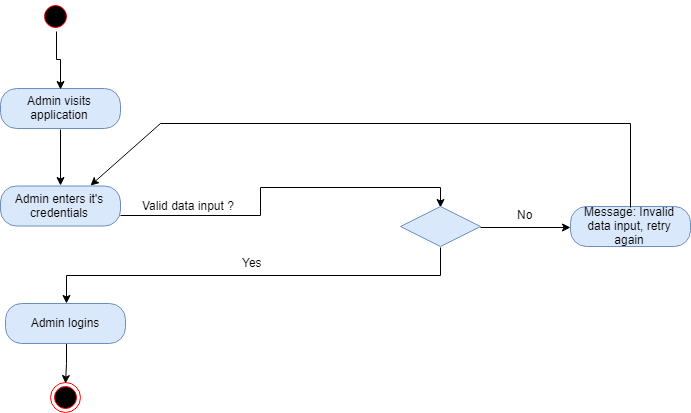 Admin visits
application
Admin enters it's
credentials
Valid data input ?
No
Message: Invalid
data input, retry
again
Yes
Admin logins